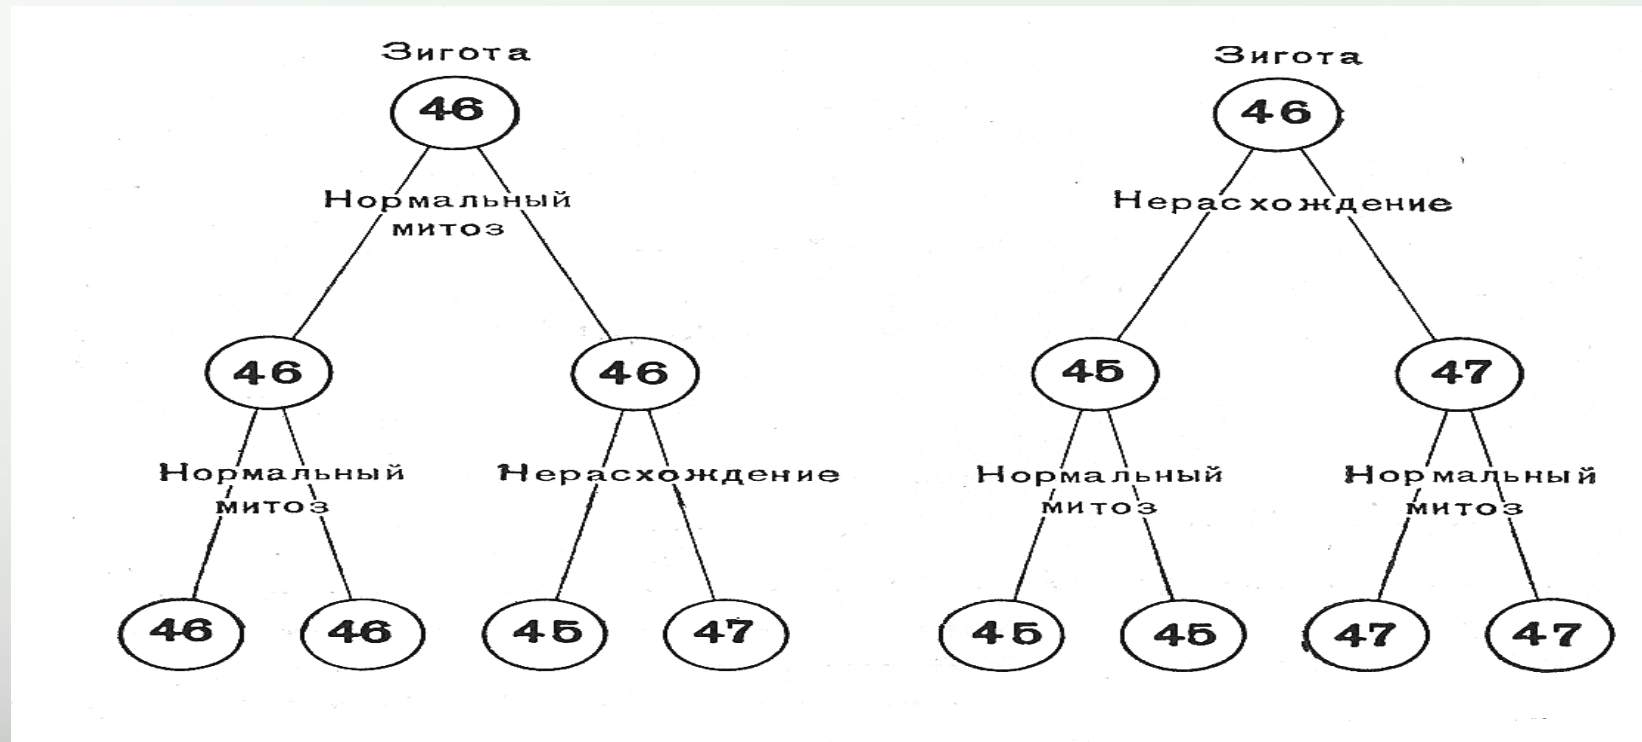 Зигота
46
Нормальный
митоз
46 46
Нормальный
митоз
Нерасхождение
46 46 45 47
Зигота
46
Нерасхождение
45 47
Нормальный
митоз
Нормальный
митоз
45 45 47 47